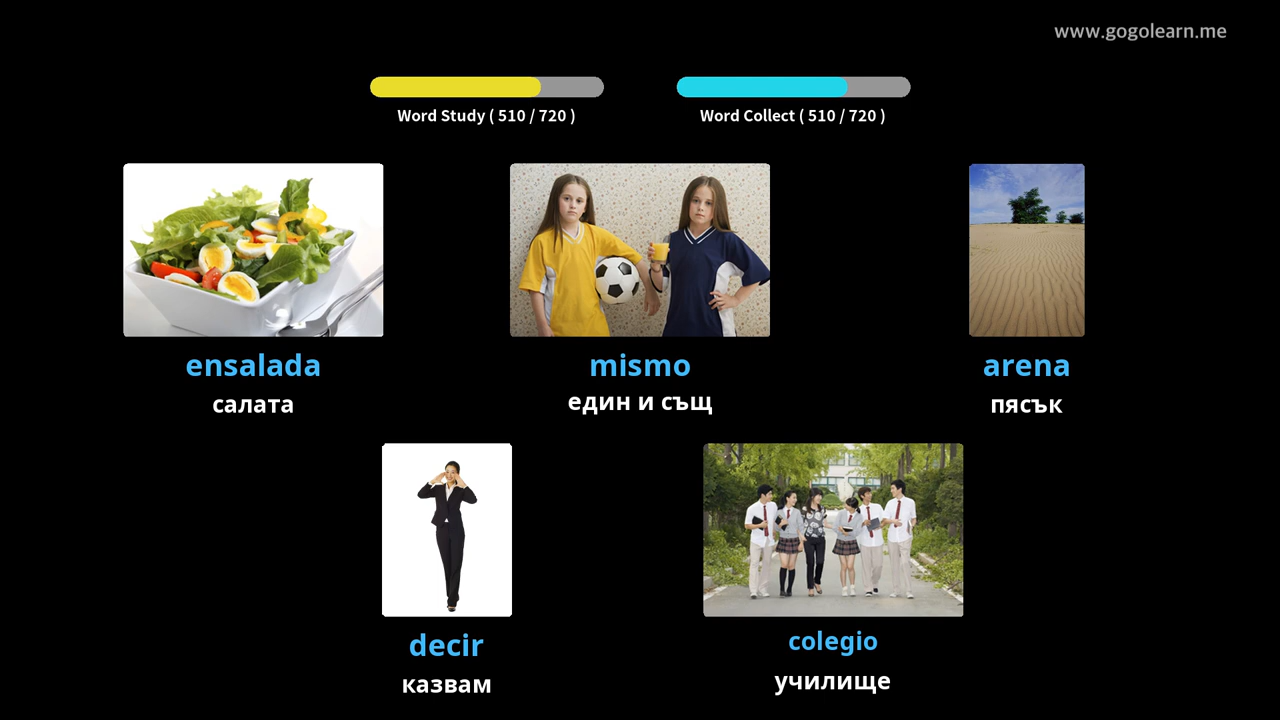 www.gogolearn.me
Word Study ( 510 / 720 )
Word Collect ( 510 / 720 )
ensalada
салата
mismo
един и същ
arena
пясък
decir
казвам
colegio
училище